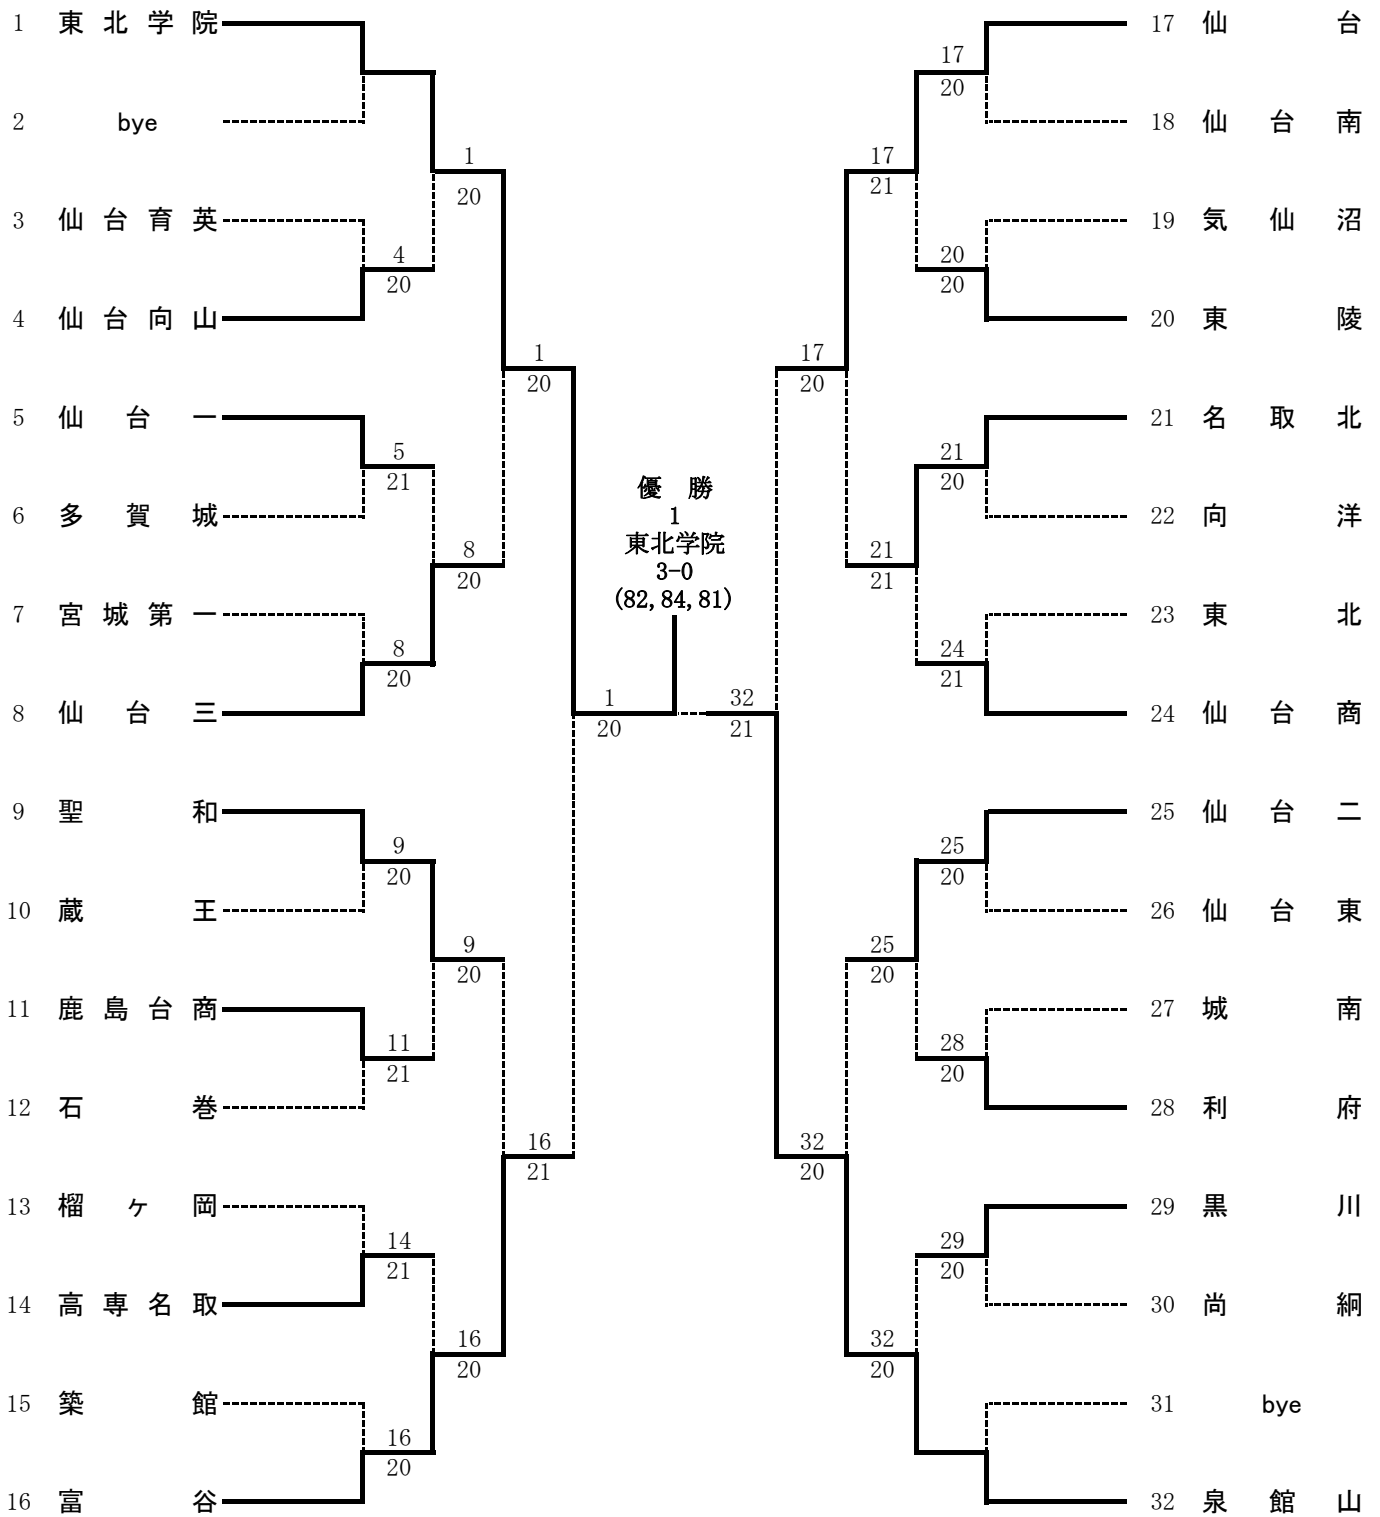 1 東北学院
2 bye
3 仙台育英
4 仙台向山
5 仙台一
6 多賀城
7 宮城第一
8 仙台三
9 聖和
10 蔵王
11 鹿島台商
12 石巻
13 榴ヶ岡
14 高専名取
15 築館
16 富谷
4
20
5
21
8
20
9
20
11
21
14
21
16
20
1
20
8
20
9
20
16
20
1
20
16
21
1
20
優勝
1
東北学院
3-0
(82,84,81)
32
21
17
20
32
20
17
21
21
21
25
20
32
20
17
20
20
20
21
20
24
21
25
20
28
20
29
20
17 仙台
18 仙台南
19 気仙沼
20 東陵
21 名取北
22 向洋
23 東北
24 仙台商
25 仙台二
26 仙台東
27 城南
28 利府
29 黒川
30 尚絅
31 bye
32 泉館山